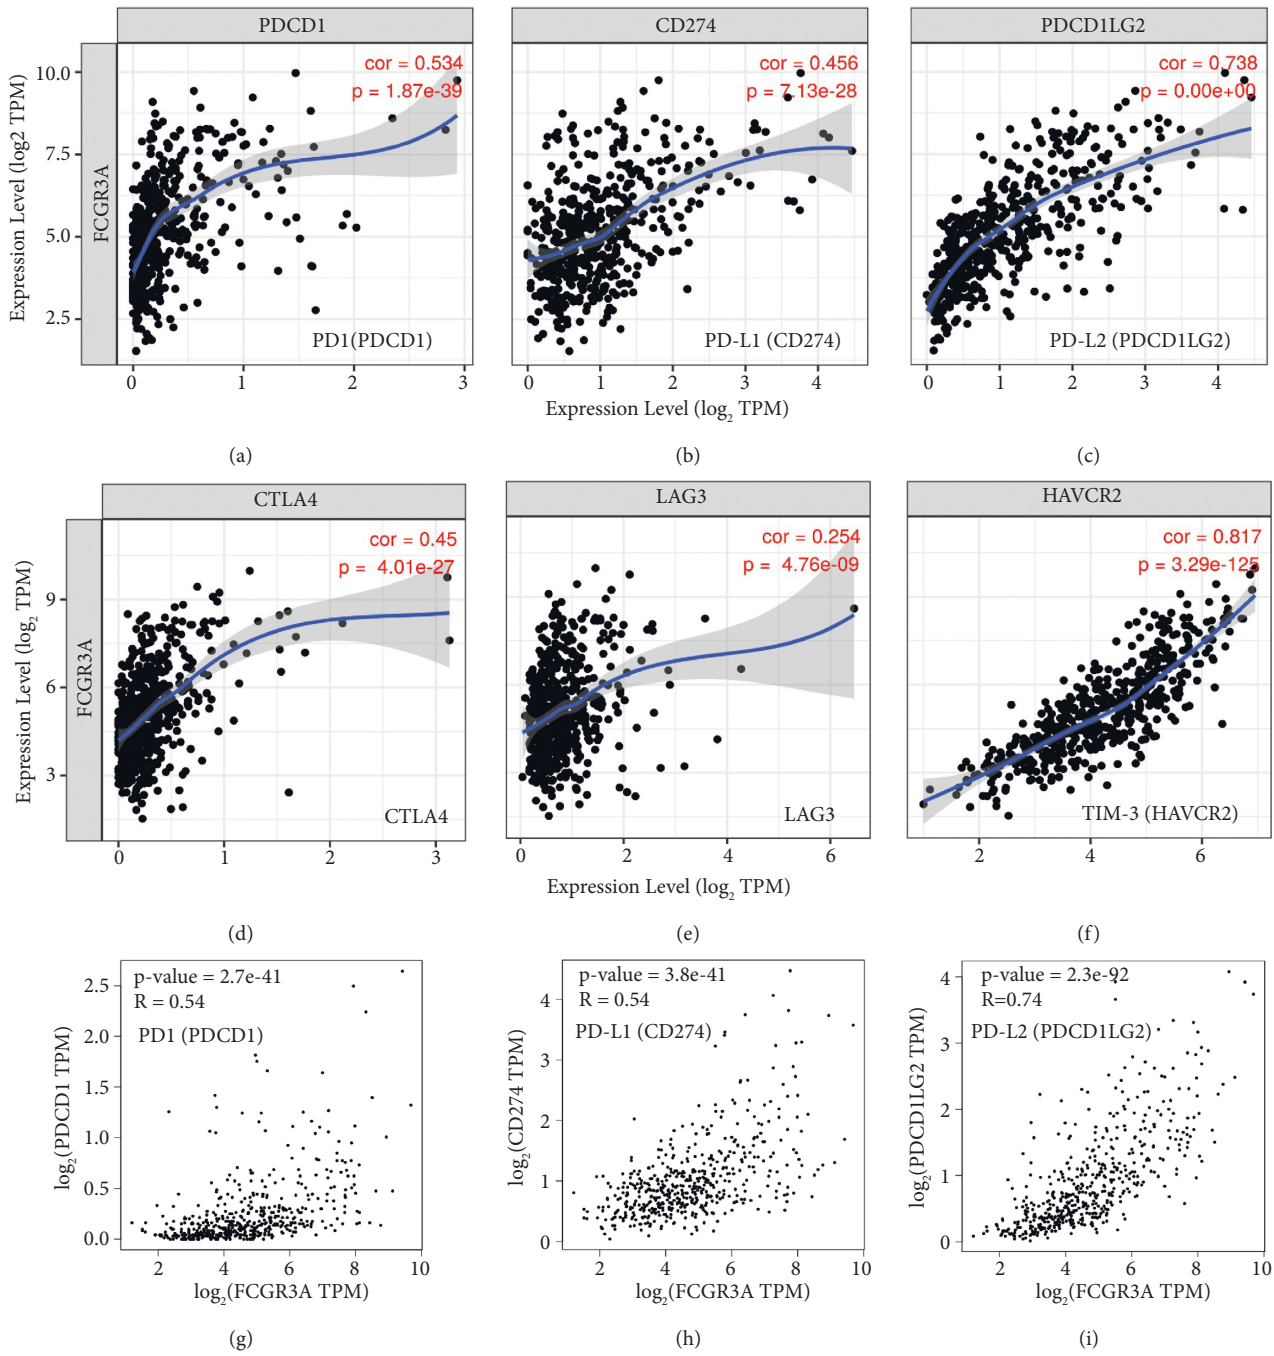 PDCD1
CD274
PDCD1LG2
Expression Level (log2 TPM)
FCGR3A
10.0
7.5
5.0
2.5
cor = 0.534
p = 1.87e-39
PD1(PDCD1)
cor = 0.456
p = 7.13e-28
PD-L1 (CD274)
cor = 0.738
p = 0.00e+00
PD-L2 (PDCD1LG2)
0 1 2 3
0 1 2 3 4
0 1 2 3 4
Expression Level (log₂ TPM)
(a)
(b)
(c)
CTLA4
LAG3
HAVCR2
Expression Level (log₂ TPM)
FCGR3A
9
6
3
cor = 0.45
p = 4.01e-27
CTLA4
cor = 0.254
p = 4.76e-09
LAG3
cor = 0.817
p = 3.29e-125
TIM-3 (HAVCR2)
0 1 2 3
0 2 4 6
2 4 6
Expression Level (log₂ TPM)
(d)
(e)
(f)
log₂(PDCD1 TPM)
2.5
2.0
1.5
1.0
0.5
0.0
p-value = 2.7e-41
R = 0.54
PD1 (PDCD1)
2 4 6 8 10
log₂(FCGR3A TPM)
(g)
log₂(CD274 TPM)
4
3
2
1
0
p-value = 3.8e-41
R = 0.54
PD-L1 (CD274)
2 4 6 8 10
log₂(FCGR3A TPM)
(h)
log₂(PDCD1LG2 TPM)
4
3
2
1
0
p-value = 2.3e-92
R=0.74
PD-L2 (PDCD1LG2)
2 4 6 8 10
log₂(FCGR3A TPM)
(i)